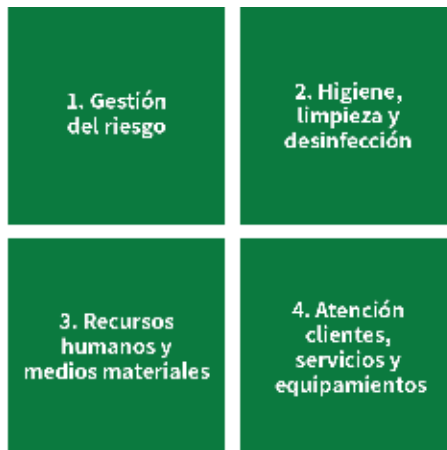 1. Gestión
del riesgo
2. Higiene,
limpieza y
desinfección
3. Recursos
humanos y
medios materiales
4. Atención
clientes,
servicios y
equipamientos